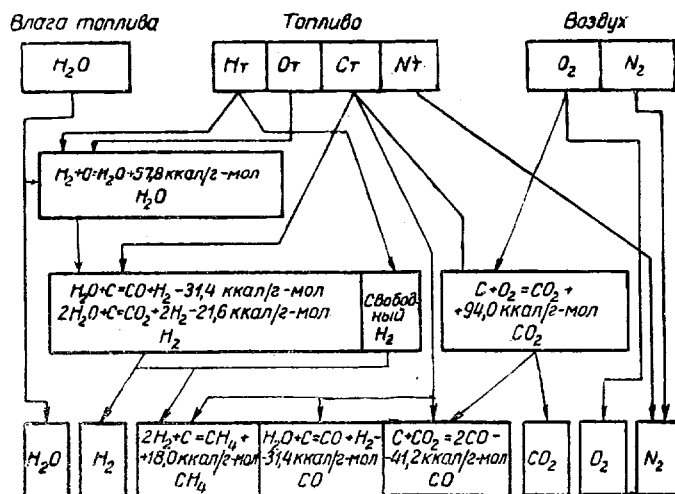 Влага топлива
Топливо
Воздух
H₂O
Hт
Oт
Cт
Nт
O₂
N₂
H₂+O=H₂O+57,8 ккал/г-мол
H₂O
H₂O+C=CO+H₂-31,4 ккал/г-мол
2H₂O+C=CO₂+2H₂-21,6 ккал/г-мол
H₂
Свобод-
ный
H₂
C+O₂=CO₂+
+94,0 ккал/г-мол
CO₂
H₂O
H₂
2H₂+C=CH₄+
+18,0 ккал/г-мол
CH₄
H₂O+C=CO+H₂-
-31,4 ккал/г-мол
CO
C+CO₂=2CO-
-41,2 ккал/г-мол
CO
CO₂
O₂
N₂